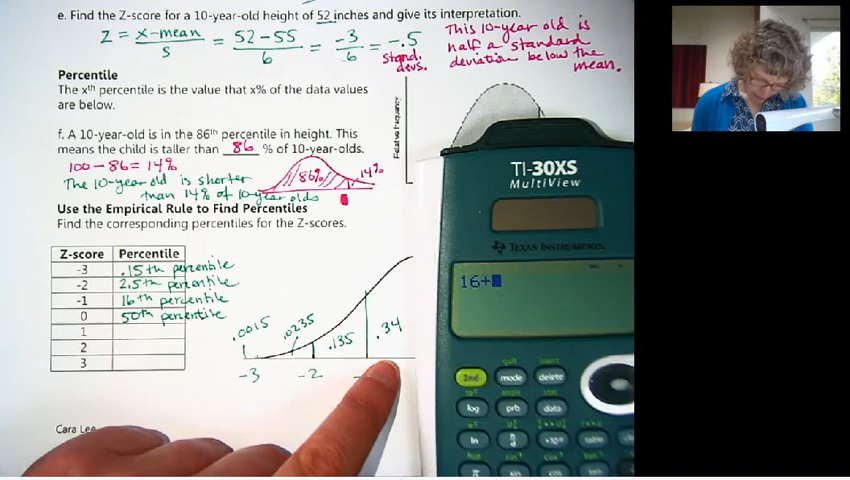 e. Find the Z-score for a 10-year-old height of 52 inches and give its interpretation.
Z = x-mean / s = 52-55 / 6 = -3 / 6 = -.5
stand.
devs.
This 10-year old is
half a standard
deviation below the
mean.
Percentile
The xth percentile is the value that x% of the data values
are below.
f. A 10-year-old is in the 86th percentile in height. This
means the child is taller than 86 % of 10-year-olds.
100-86 = 14%
The 10-year old is shorter
than 14% of 10-year olds
86%
14%
Relative frequency
Use the Empirical Rule to Find Percentiles
Find the corresponding percentiles for the Z-scores.
Z-score Percentile
-3 .15th percentile
-2 2.5th percentile
-1 16th percentile
0 50th percentile
1
2
3
.0015 .0235 .135 .34
-3 -2
Cara Lee
TI-30XS
MultiView
TEXAS INSTRUMENTS
16+
2nd mode delete
quit insert
log prb data
ln table